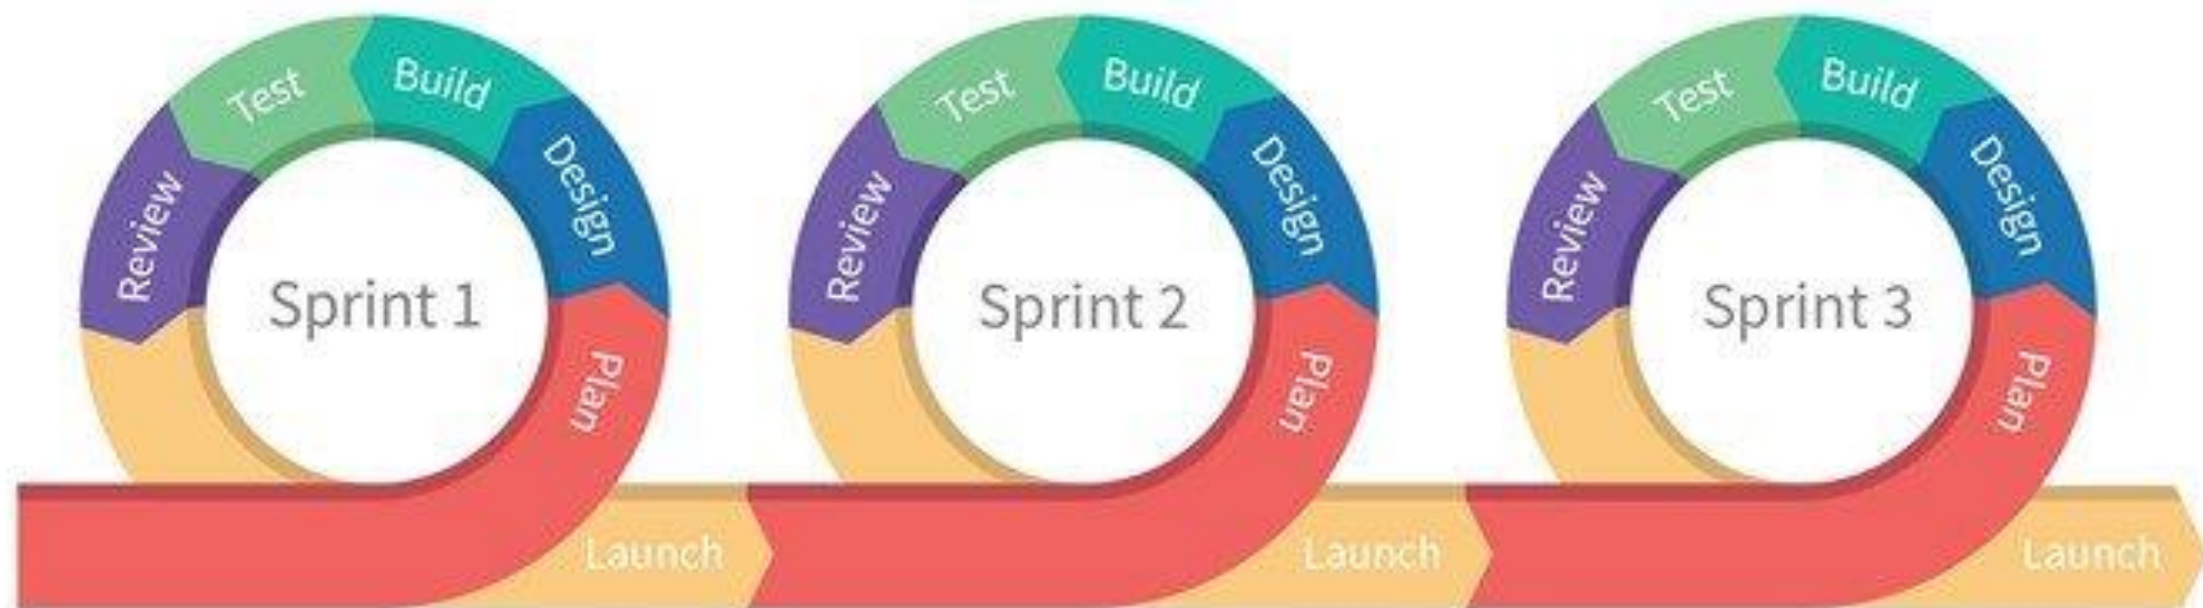 Test
Build
Design
Review
Sprint 1
Plan
Launch
Test
Build
Design
Review
Sprint 2
Plan
Launch
Test
Build
Design
Review
Sprint 3
Plan
Launch